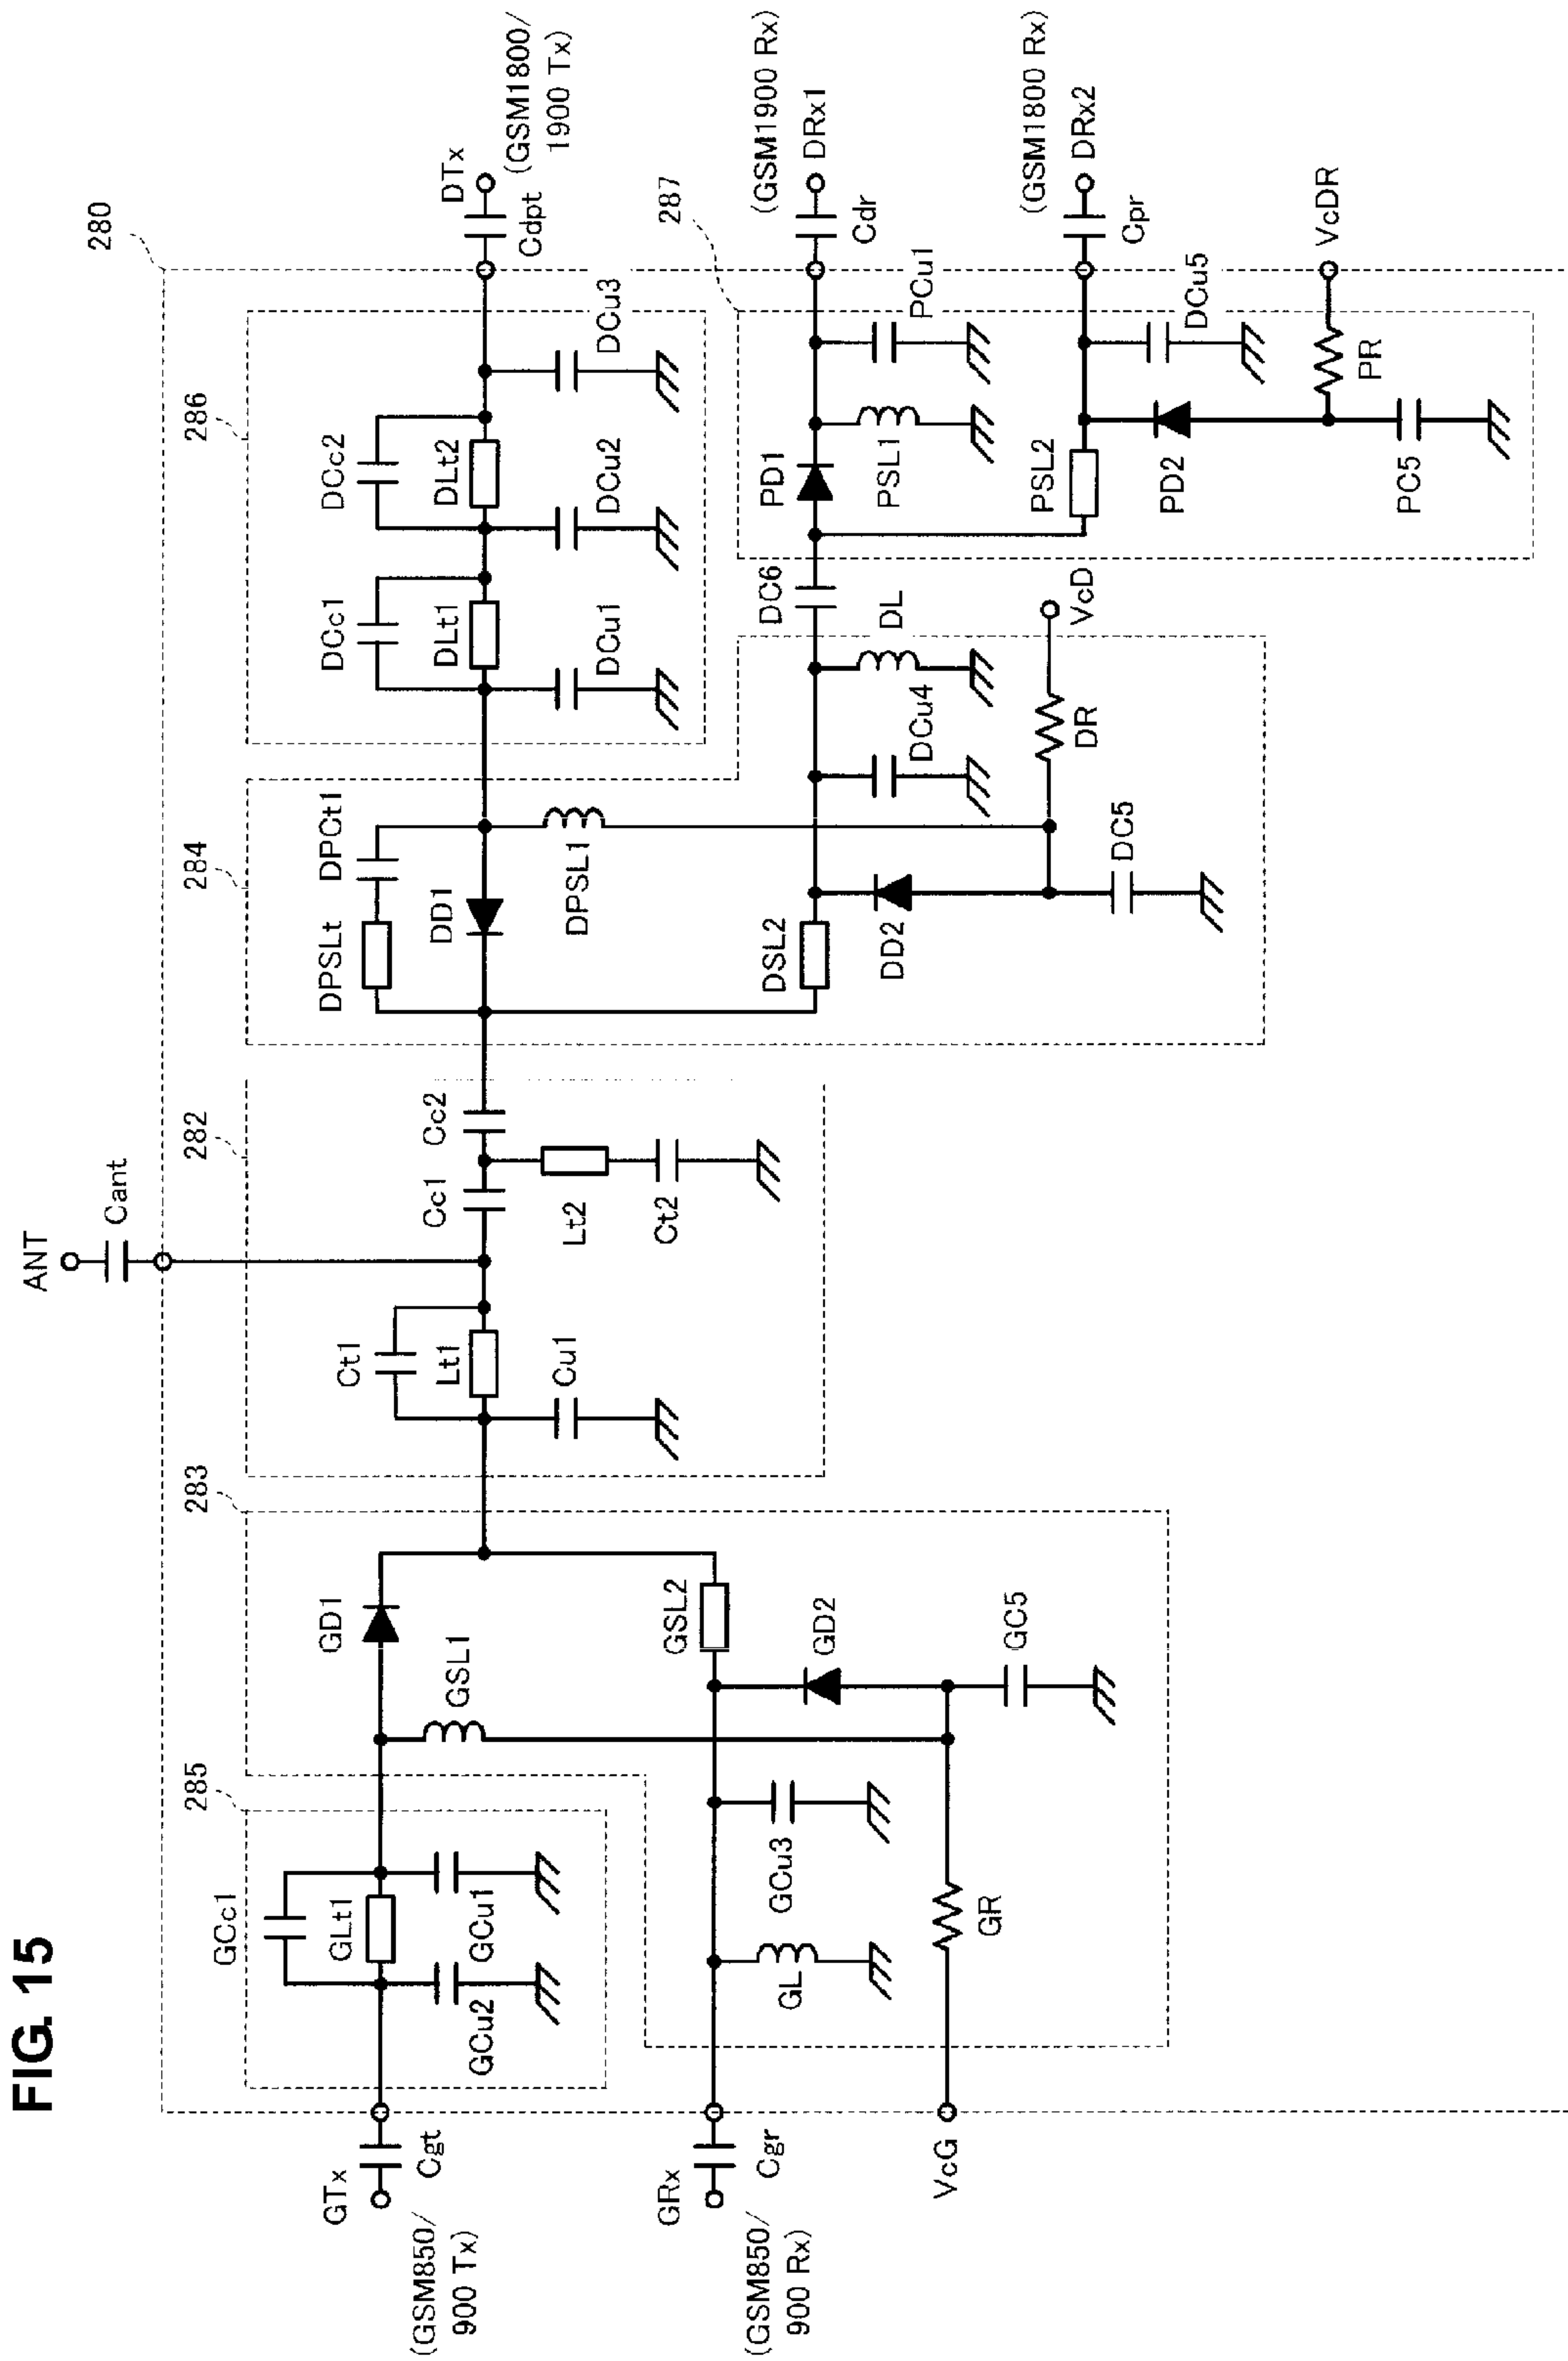 FIG. 15
280
286
284
282
283
285
287
ANT
Cant
GTx
Cgt
(GSM850/
900 Tx)
GCc1
GLt1
GCu2
GCu1
GD1
GSL1
GRx
Cgr
(GSM850/
900 Rx)
GL
GCu3
GSL2
GD2
GC5
GR
VcG
Ct1
Lt1
Cu1
Cc1
Cc2
Lt2
Ct2
DPSLt
DPCt1
DD1
DPSL1
DSL2
DD2
DCu4
DL
DC5
DR
VcD
DC6
DCc1
DLt1
DCu1
DCc2
DLt2
DCu2
DCu3
DTx
Cdpt
(GSM1800/
1900 Tx)
PD1
PSL1
PCu1
(GSM1900 Rx)
DRx1
Cdr
PSL2
PD2
DCu5
(GSM1800 Rx)
DRx2
Cpr
PC5
PR
VcDR